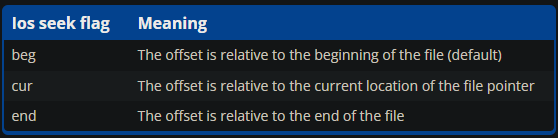 Ios seek flag Meaning
beg The offset is relative to the beginning of the file (default)
cur The offset is relative to the current location of the file pointer
end The offset is relative to the end of the file